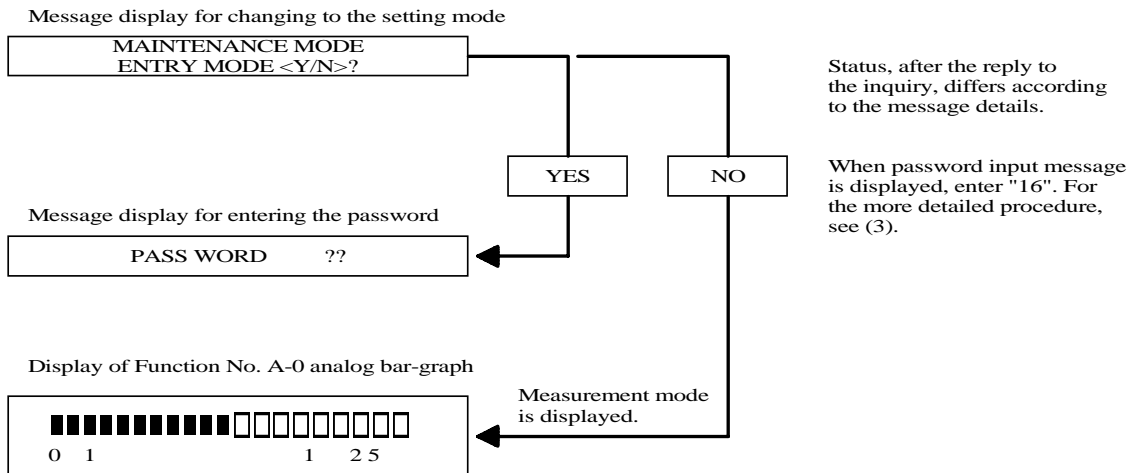 Message display for changing to the setting mode
MAINTENANCE MODE
ENTRY MODE <Y/N>?
Status, after the reply to
the inquiry, differs according
to the message details.
YES
NO
When password input message
is displayed, enter "16". For
the more detailed procedure,
see (3).
Message display for entering the password
PASS WORD ??
Display of Function No. A-0 analog bar-graph
Measurement mode
is displayed.
0 1 1 25